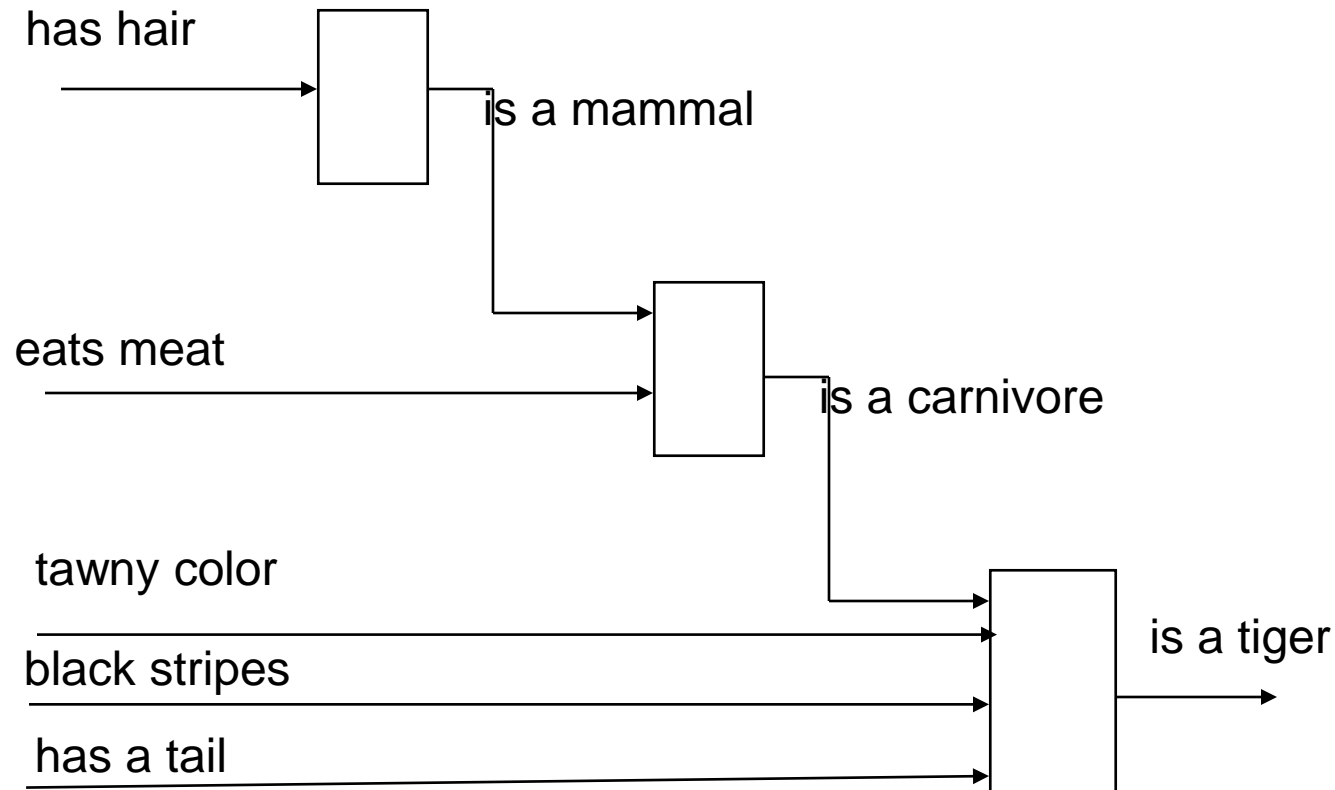 has hair
is a mammal
eats meat
is a carnivore
tawny color
is a tiger
black stripes
has a tail